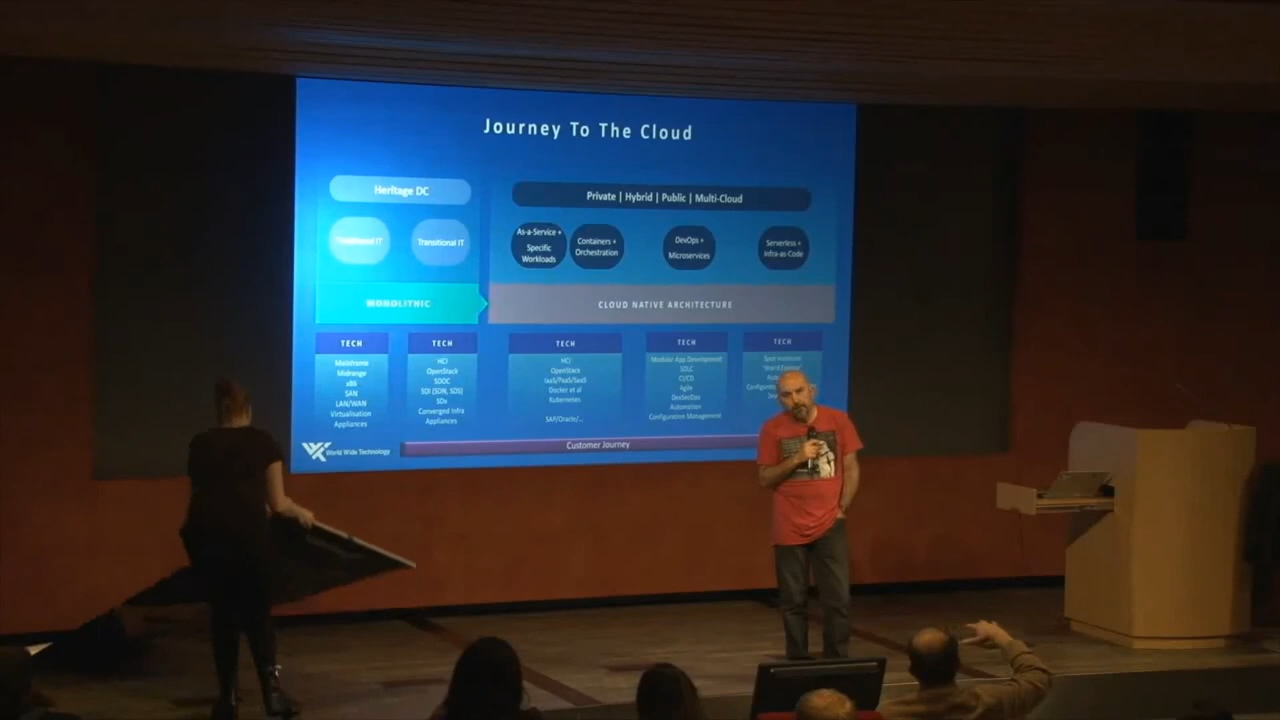 Journey To The Cloud
Heritage DC
Private | Hybrid | Public | Multi-Cloud
Traditional IT
Transitional IT
As-a-Service +
Specific
Workloads
Containers +
Orchestration
DevOps +
Microservices
Serverless +
Infra-as-Code
MONOLITHIC
CLOUD NATIVE ARCHITECTURE
TECH
Mainframe
Midrange
x86
SAN
LAN/WAN
Virtualisation
Appliances
TECH
HCI
OpenStack
SDDC
SDI (SDN, SDS)
SDx
Converged Infra
Appliances
TECH
HCI
OpenStack
IaaS/PaaS/SaaS
Docker et al
Kubernetes
SAP/Oracle/...
TECH
Modular App Development
SDLC
CI/CD
Agile
DevSecOps
Automation
Configuration Management
TECH
Spot Instances
World Wide Technology
Customer Journey